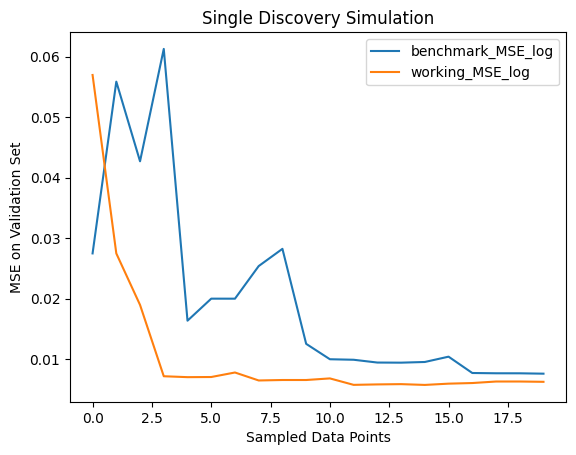 Single Discovery Simulation
benchmark_MSE_log
working_MSE_log
MSE on Validation Set
0.06
0.05
0.04
0.03
0.02
0.01
0.0 2.5 5.0 7.5 10.0 12.5 15.0 17.5
Sampled Data Points